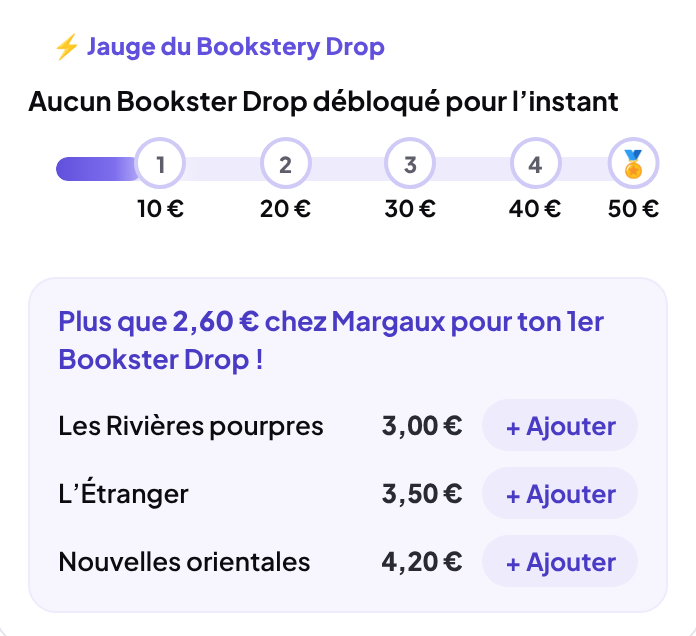 ⚡ Jauge du Bookstery Drop
Aucun Bookster Drop débloqué pour l’instant
1 2 3 4
10 € 20 € 30 € 40 € 50 €
Plus que 2,60 € chez Margaux pour ton 1er
Bookster Drop !
Les Rivières pourpres 3,00 € + Ajouter
L’Étranger 3,50 € + Ajouter
Nouvelles orientales 4,20 € + Ajouter